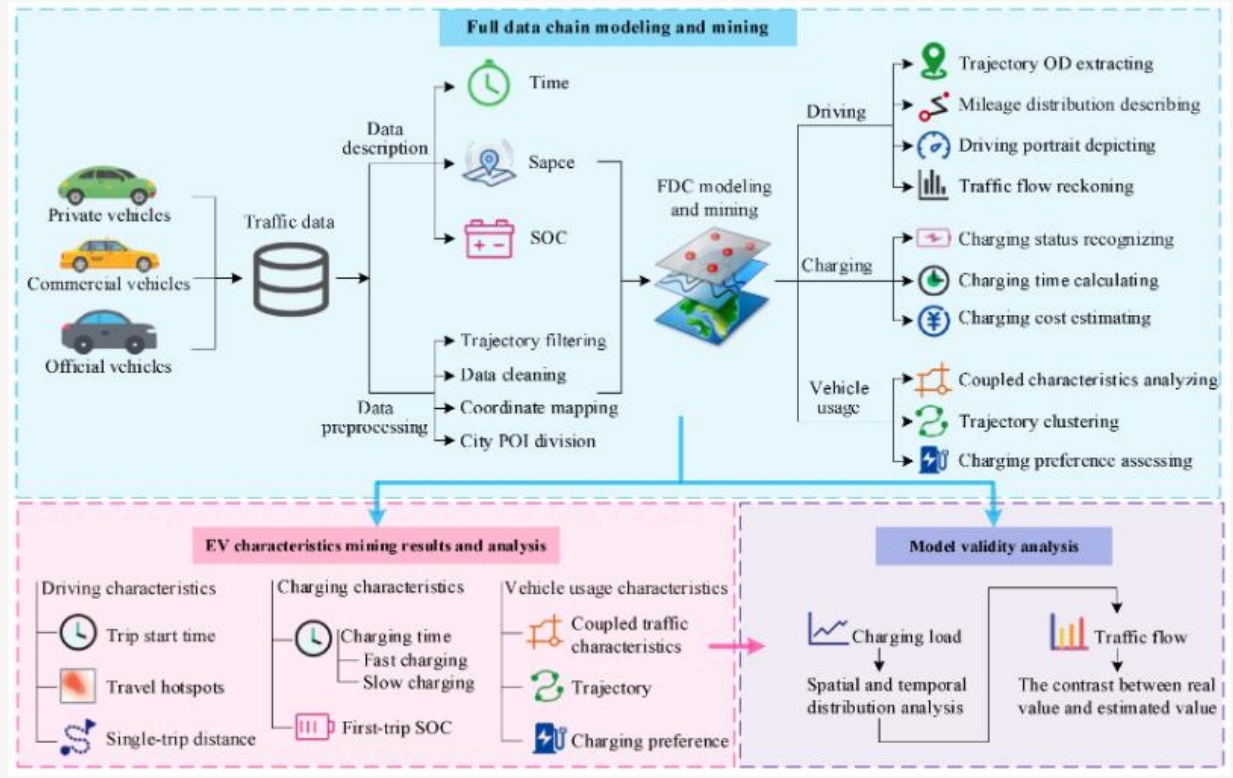 Full data chain modeling and mining
Private vehicles
Commercial vehicles
Official vehicles
Traffic data
Data
description
Time
Sapce
SOC
Data
preprocessing
Trajectory filtering
Data cleaning
Coordinate mapping
City POI division
FDC modeling
and mining
Driving
Trajectory OD extracting
Mileage distribution describing
Driving portrait depicting
Traffic flow reckoning
Charging
Charging status recognizing
Charging time calculating
Charging cost estimating
Vehicle
usage
Coupled characteristics analyzing
Trajectory clustering
Charging preference assessing
EV characteristics mining results and analysis
Driving characteristics
Trip start time
Travel hotspots
Single-trip distance
Charging characteristics
Charging time
Fast charging
Slow charging
First-trip SOC
Vehicle usage characteristics
Coupled traffic
characteristics
Trajectory
Charging preference
Model validity analysis
Charging load
Spatial and temporal
distribution analysis
Traffic flow
The contrast between real
value and estimated value